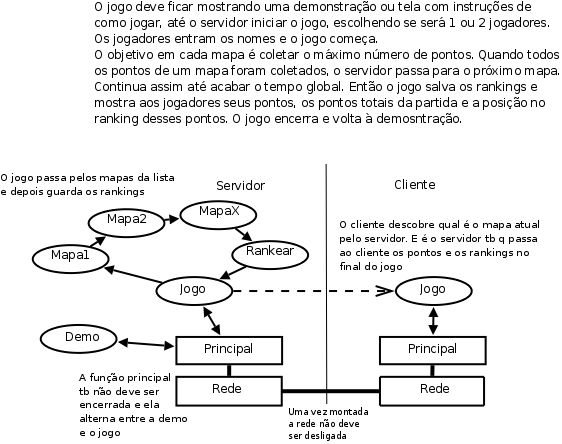 O jogo deve ficar mostrando uma demonstração ou tela com instruções de
como jogar, até o servidor iniciar o jogo, escolhendo se será 1 ou 2 jogadores.
Os jogadores entram os nomes e o jogo começa.
O objetivo em cada mapa é coletar o máximo número de pontos. Quando todos
os pontos de um mapa foram coletados, o servidor passa para o próximo mapa.
Continua assim até acabar o tempo global. Então o jogo salva os rankings e
mostra aos jogadores seus pontos, os pontos totais da partida e a posição no
ranking desses pontos. O jogo encerra e volta à demosntração.
O jogo passa pelos mapas da lista
e depois guarda os rankings
Servidor
Cliente
Mapa2
MapaX
Mapa1
Rankear
Jogo
O cliente descobre qual é o mapa atual
pelo servidor. E é o servidor tb q passa
ao cliente os pontos e os rankings no
final do jogo
Jogo
Demo
Principal
Principal
A função principal
tb não deve ser
encerrada e ela
alterna entre a demo
e o jogo
Rede
Rede
Uma vez montada
a rede não deve
ser desligada